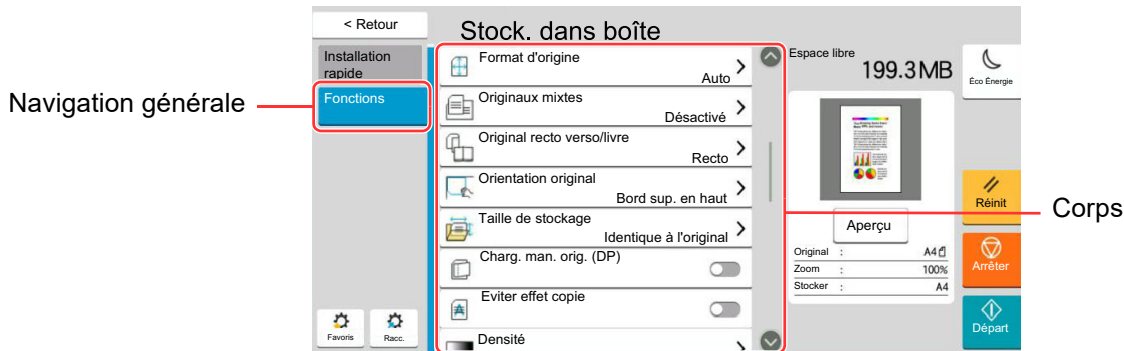 < Retour
Stock. dans boîte
Installation
rapide
Fonctions
Favoris
Racc.
Navigation générale
Format d'origine
Auto
Originaux mixtes
Désactivé
Original recto verso/livre
Recto
Orientation original
Bord sup. en haut
Taille de stockage
Identique à l'original
Charg. man. orig. (DP)
Eviter effet copie
Densité
Espace libre
199.3MB
Aperçu
Original : A4
Zoom : 100%
Stocker : A4
Éco Énergie
Réinit
Arrêter
Départ
Corps